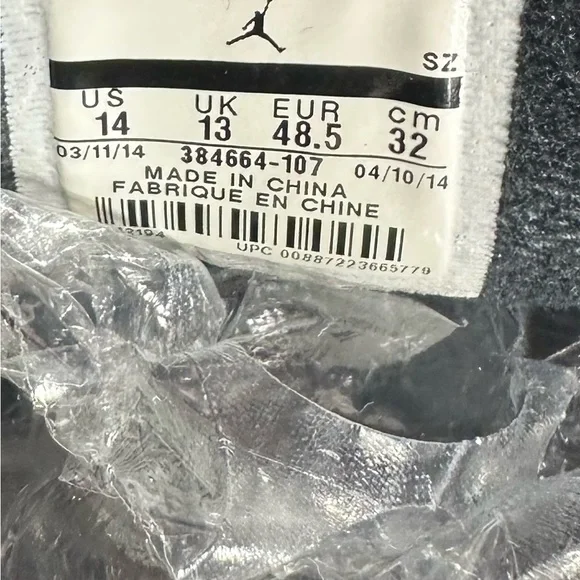 SZ
US UK EUR cm
14 13 48.5 32
03/11/14 384664-107 04/10/14
MADE IN CHINA
FABRIQUE EN CHINE
UPC 00887223665779